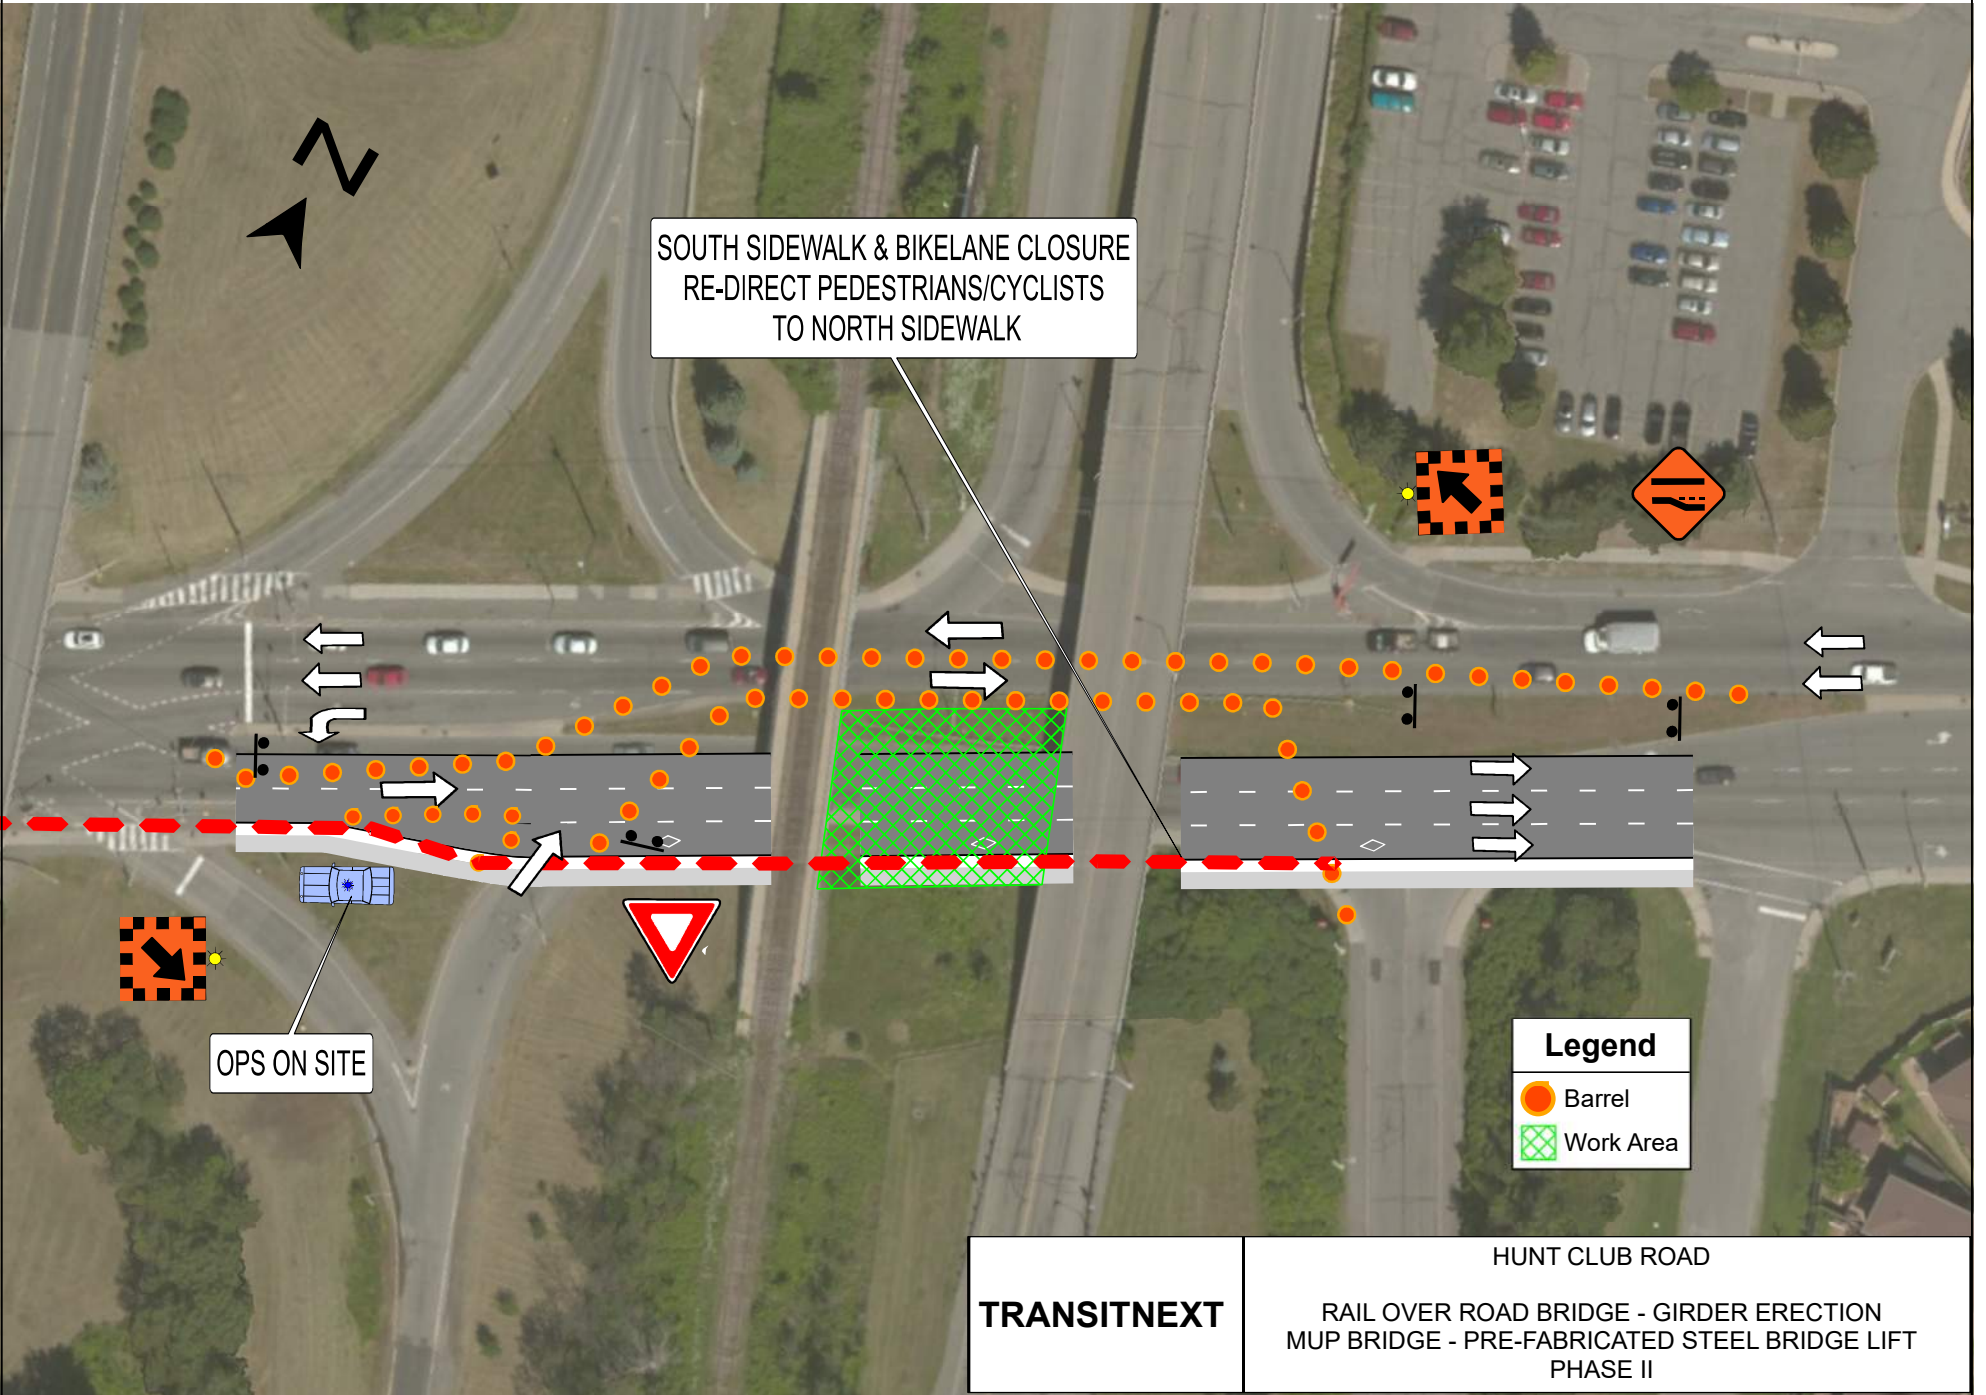 N
SOUTH SIDEWALK & BIKELANE CLOSURE
RE-DIRECT PEDESTRIANS/CYCLISTS
TO NORTH SIDEWALK
OPS ON SITE
Legend
Barrel
Work Area
TRANSITNEXT
HUNT CLUB ROAD
RAIL OVER ROAD BRIDGE - GIRDER ERECTION
MUP BRIDGE - PRE-FABRICATED STEEL BRIDGE LIFT
PHASE II